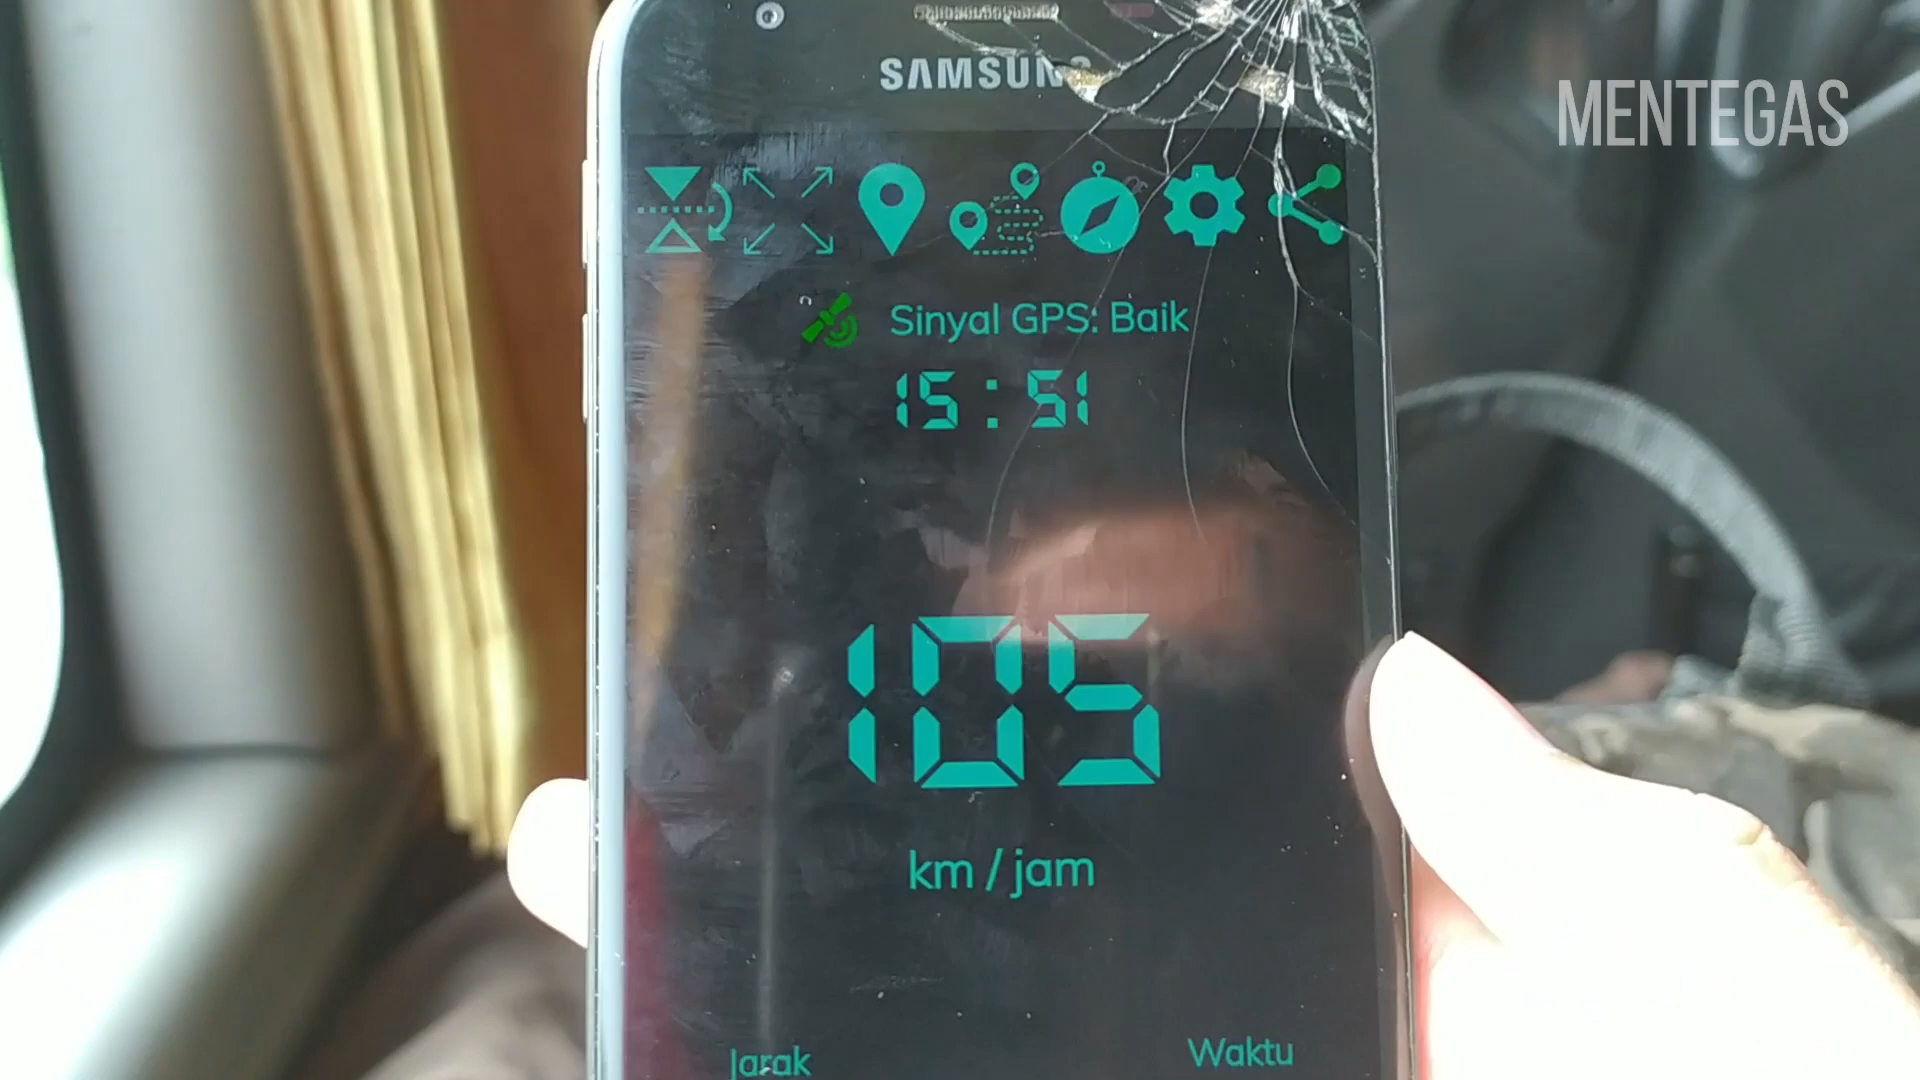 SAMSUNG
MENTEGAS
Sinyal GPS: Baik
15 : 51
105
km / jam
Jarak
Waktu